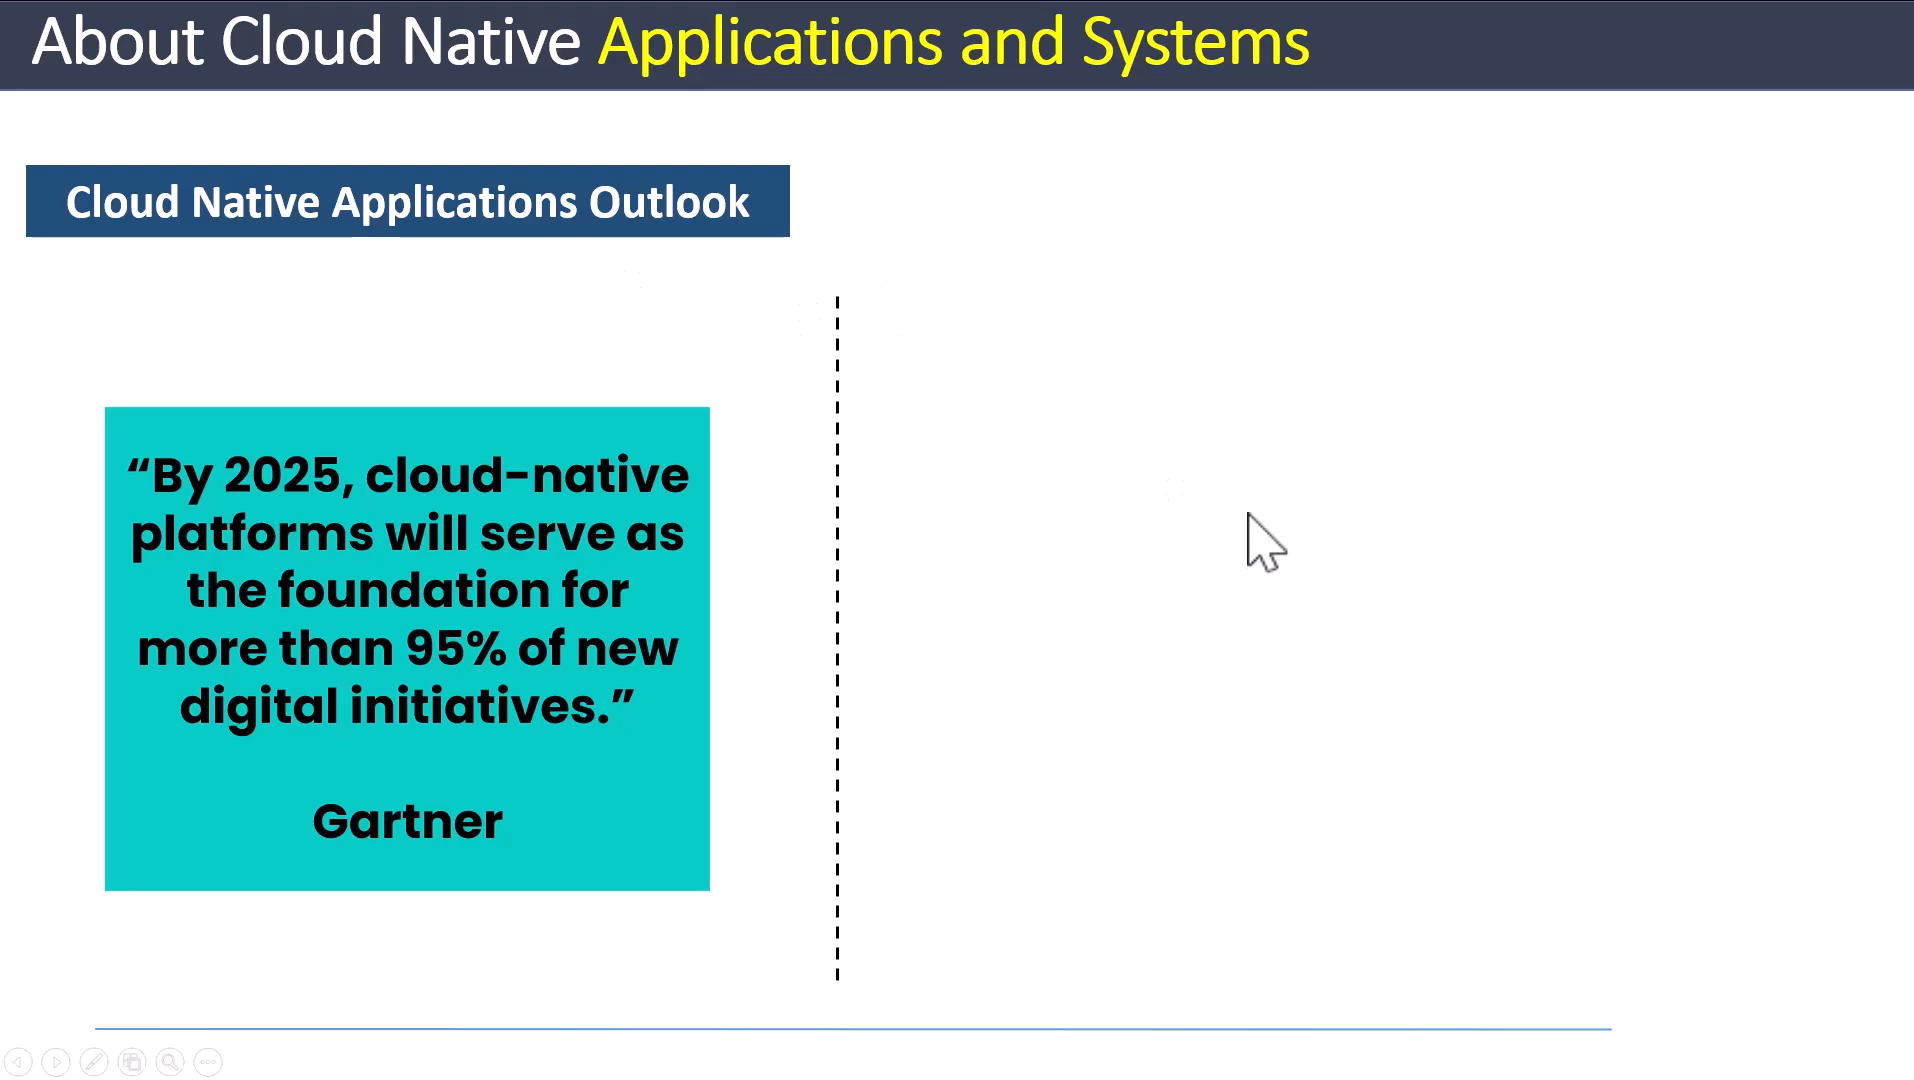 About Cloud Native Applications and Systems
Cloud Native Applications Outlook
“By 2025, cloud-native
platforms will serve as
the foundation for
more than 95% of new
digital initiatives.”
Gartner